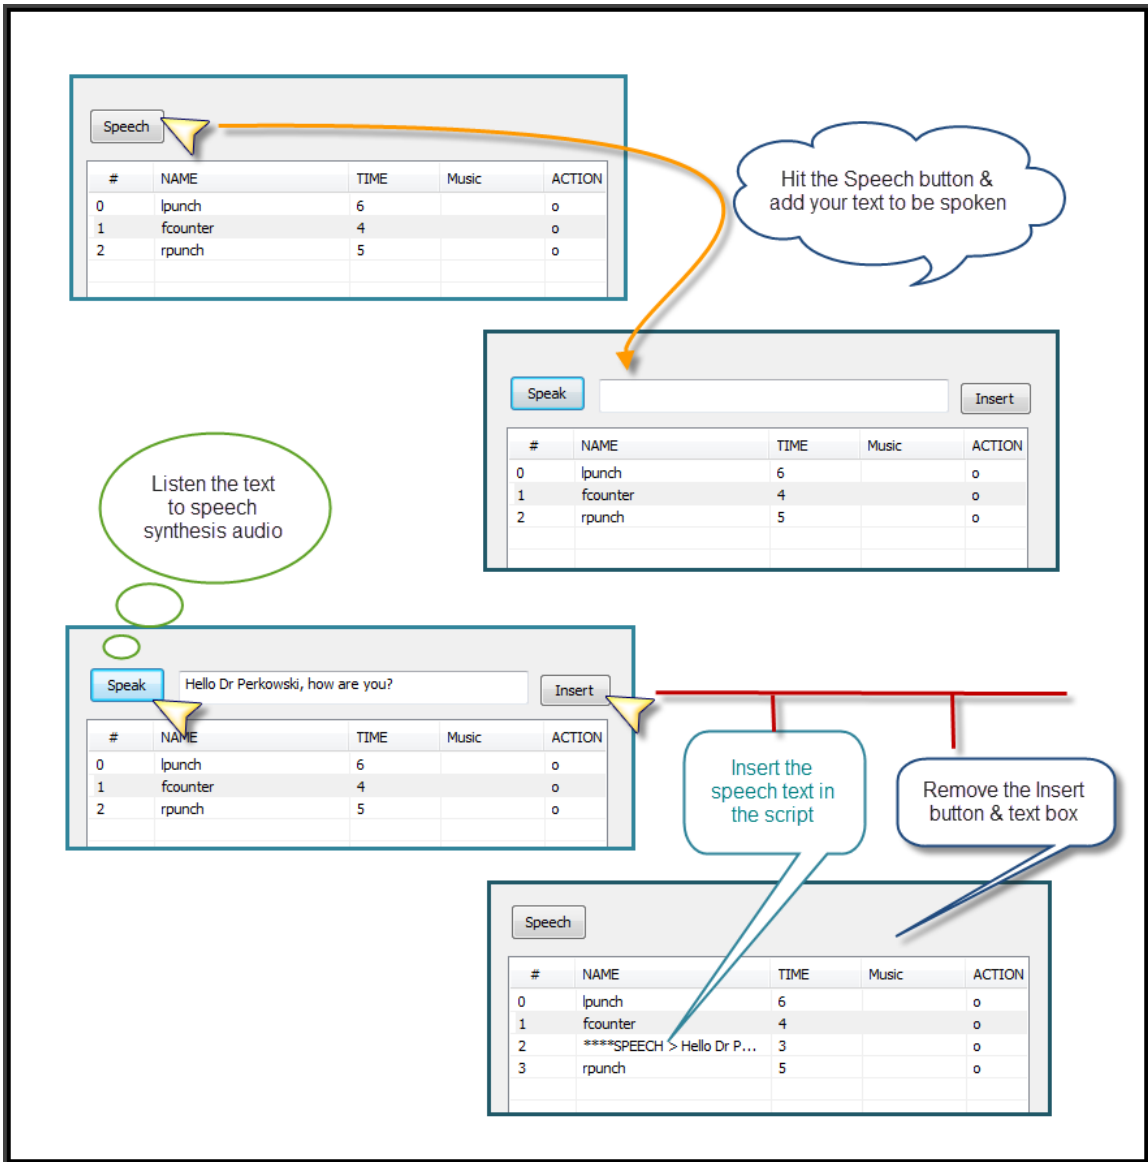 Speech
# NAME TIME Music ACTION
0 lpunch 6 o
1 fcounter 4 o
2 rpunch 5 o
Hit the Speech button &
add your text to be spoken
Speak Insert
# NAME TIME Music ACTION
0 lpunch 6 o
1 fcounter 4 o
2 rpunch 5 o
Listen the text
to speech
synthesis audio
Speak Hello Dr Perkowski, how are you? Insert
# NAME TIME Music ACTION
0 lpunch 6 o
1 fcounter 4 o
2 rpunch 5 o
Insert the
speech text in
the script
Remove the Insert
button & text box
Speech
# NAME TIME Music ACTION
0 lpunch 6 o
1 fcounter 4 o
2 ****SPEECH > Hello Dr P... 3 o
3 rpunch 5 o